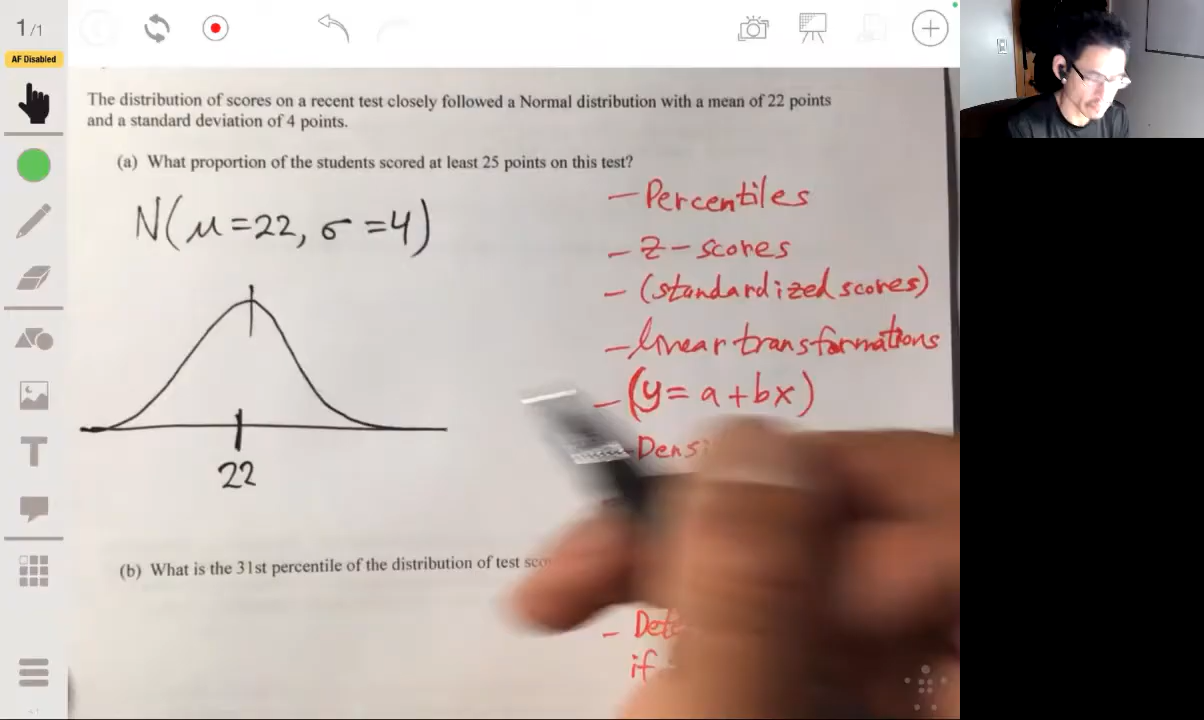 1/1
AF Disabled
The distribution of scores on a recent test closely followed a Normal distribution with a mean of 22 points
and a standard deviation of 4 points.
(a) What proportion of the students scored at least 25 points on this test?
N(μ=22, σ=4)
22
(b) What is the 31st percentile of the distribution of test
- Percentiles
- z-scores
- (standardized scores)
- linear transformations
- (y = a + bx)
-
if
T